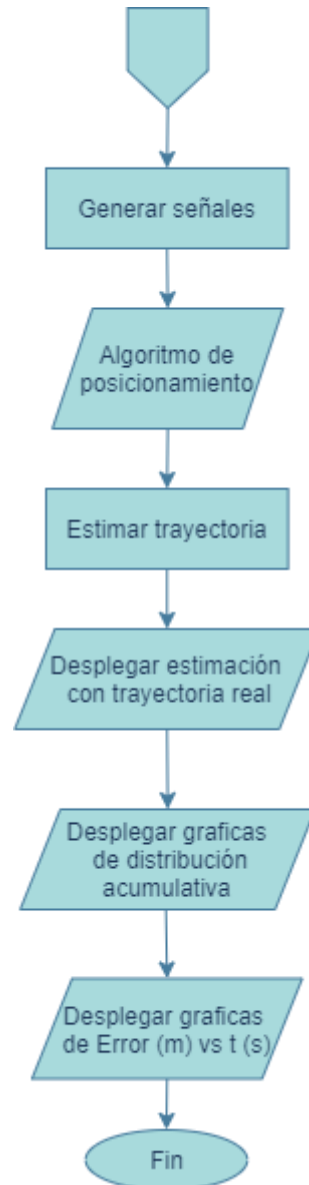 Generar señales
Algoritmo de
posicionamiento
Estimar trayectoria
Desplegar estimación
con trayectoria real
Desplegar graficas
de distribución
acumulativa
Desplegar graficas
de Error (m) vs t (s)
Fin